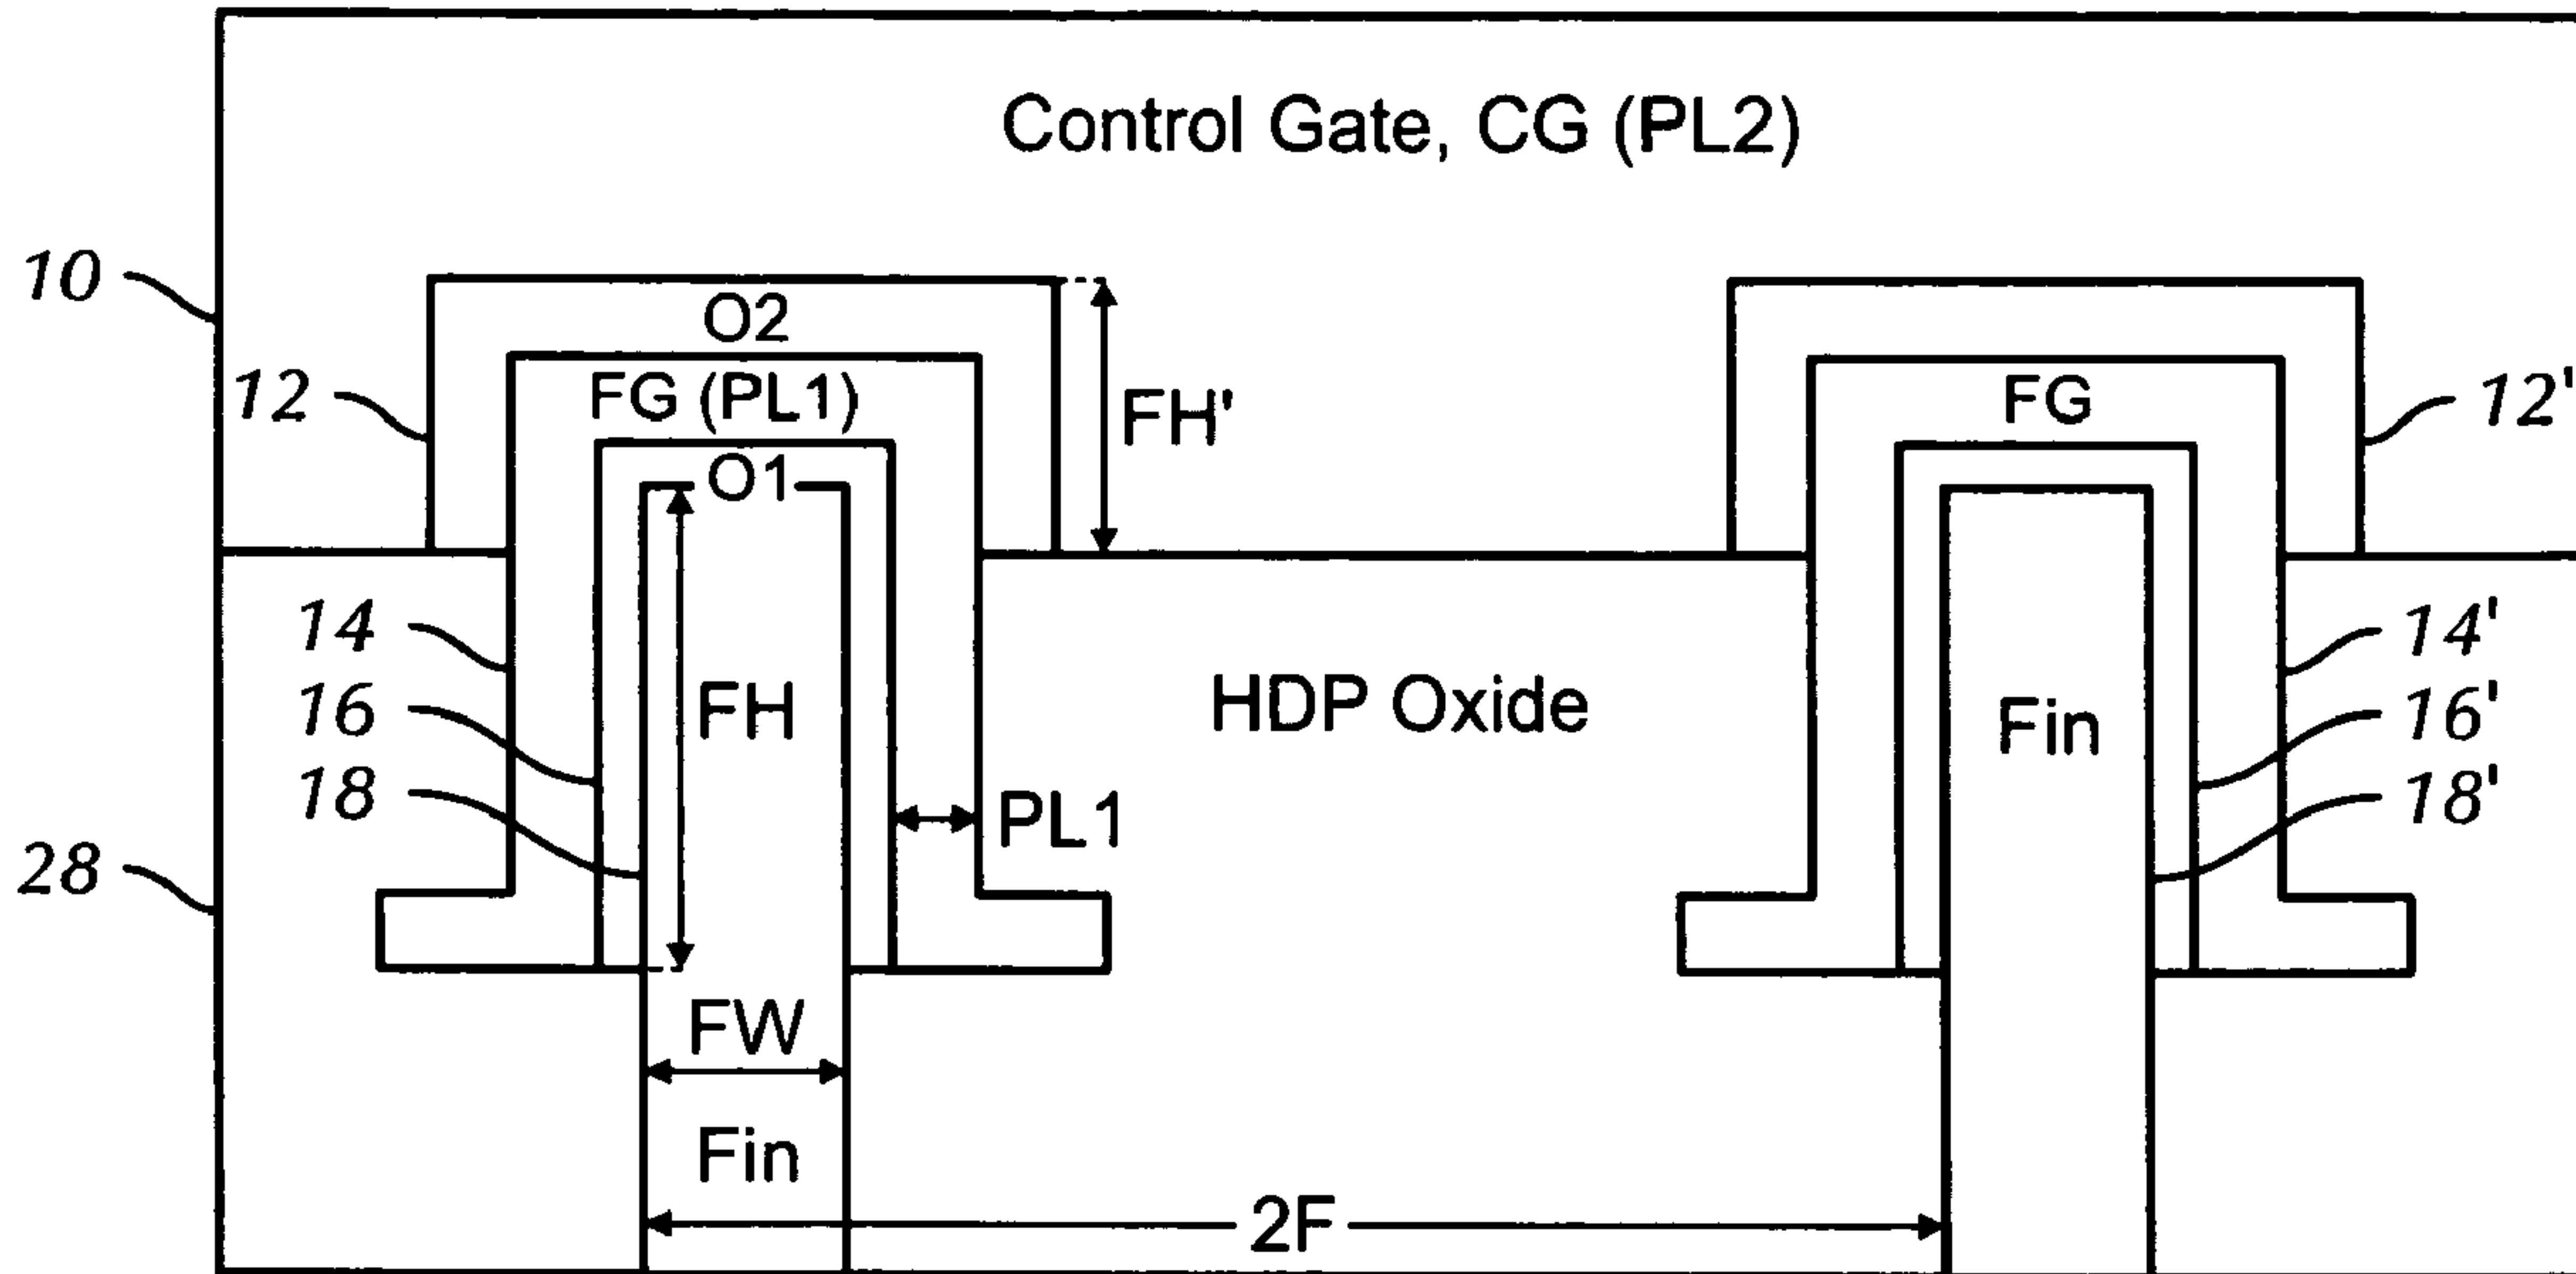 Control Gate, CG (PL2)
10
O2
12
FG (PL1)
FH'
FG
12'
O1
14
14'
16
FH
HDP Oxide
Fin
16'
18
PL1
18'
28
FW
Fin
2F